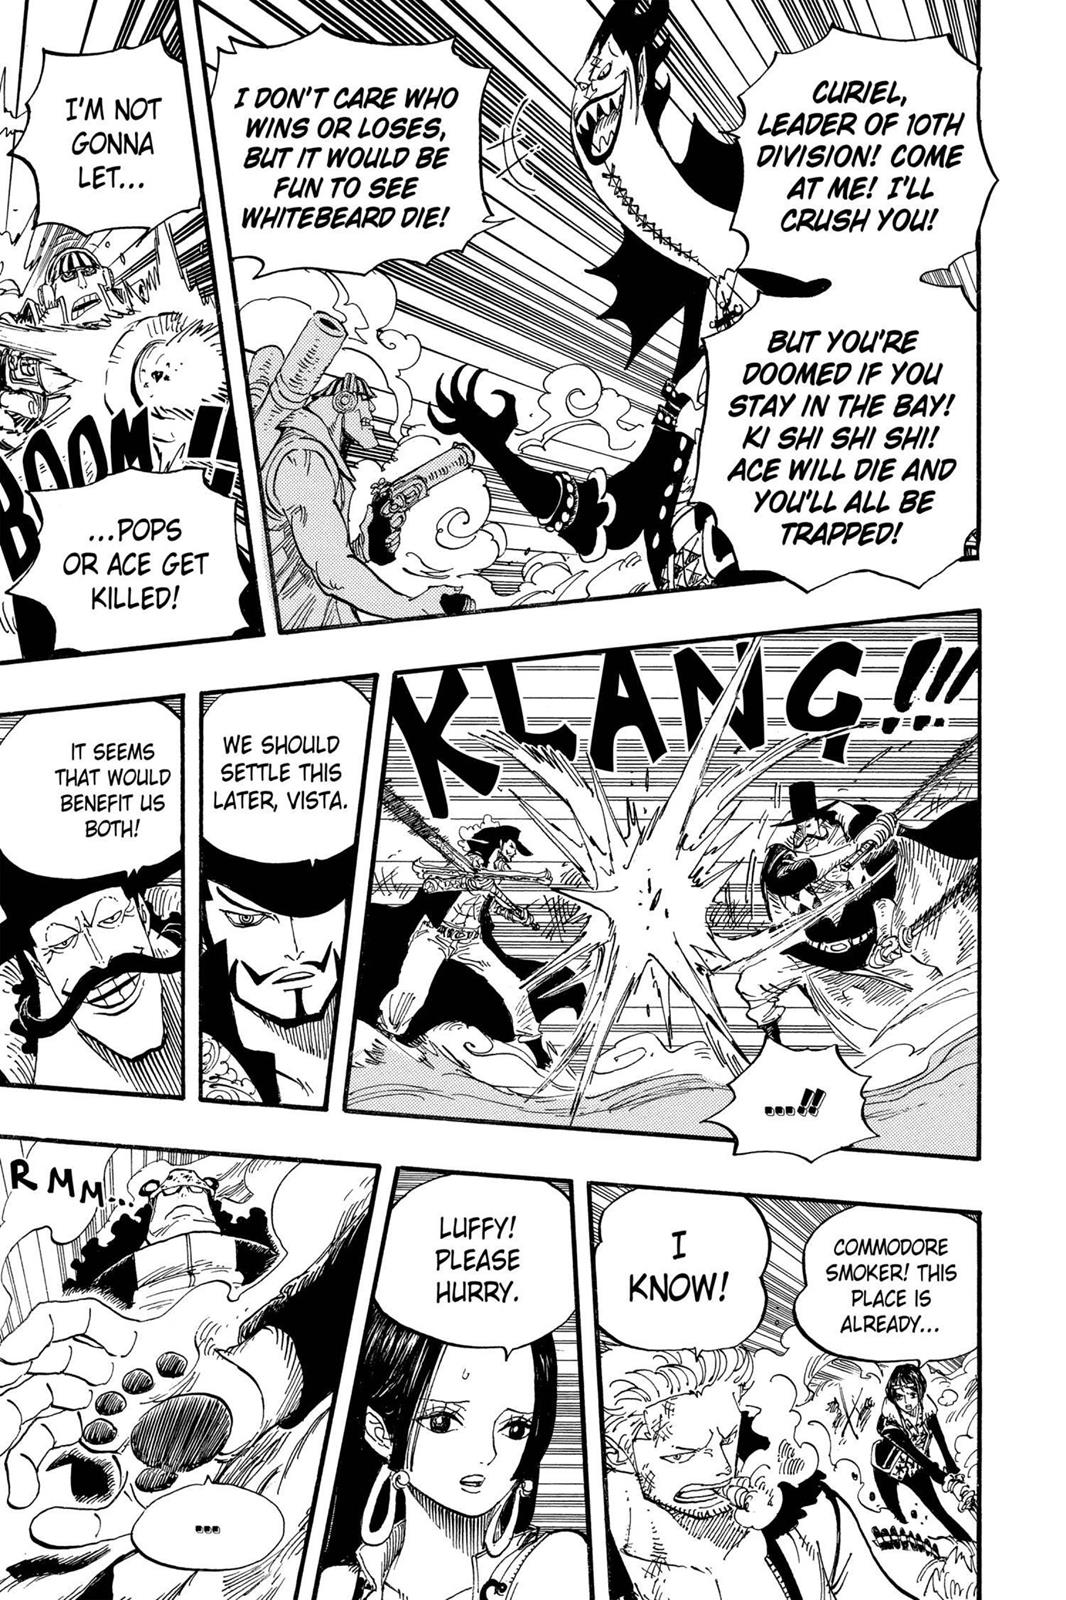 CURIEL,
LEADER OF 10TH
DIVISION! COME
AT ME! I'LL
CRUSH YOU!
BUT YOU'RE
DOOMED IF YOU
STAY IN THE BAY!
KI SHI SHI SHI!
ACE WILL DIE AND
YOU'LL ALL BE
TRAPPED!
I DON'T CARE WHO
WINS OR LOSES,
BUT IT WOULD BE
FUN TO SEE
WHITEBEARD DIE!
I'M NOT
GONNA
LET...
BOOM!!
...POPS
OR ACE GET
KILLED!
KLANG!!!
...!!
WE SHOULD
SETTLE THIS
LATER, VISTA.
IT SEEMS
THAT WOULD
BENEFIT US
BOTH!
COMMODORE
SMOKER! THIS
PLACE IS
ALREADY...
I
KNOW!
LUFFY!
PLEASE
HURRY.
RMM...
...